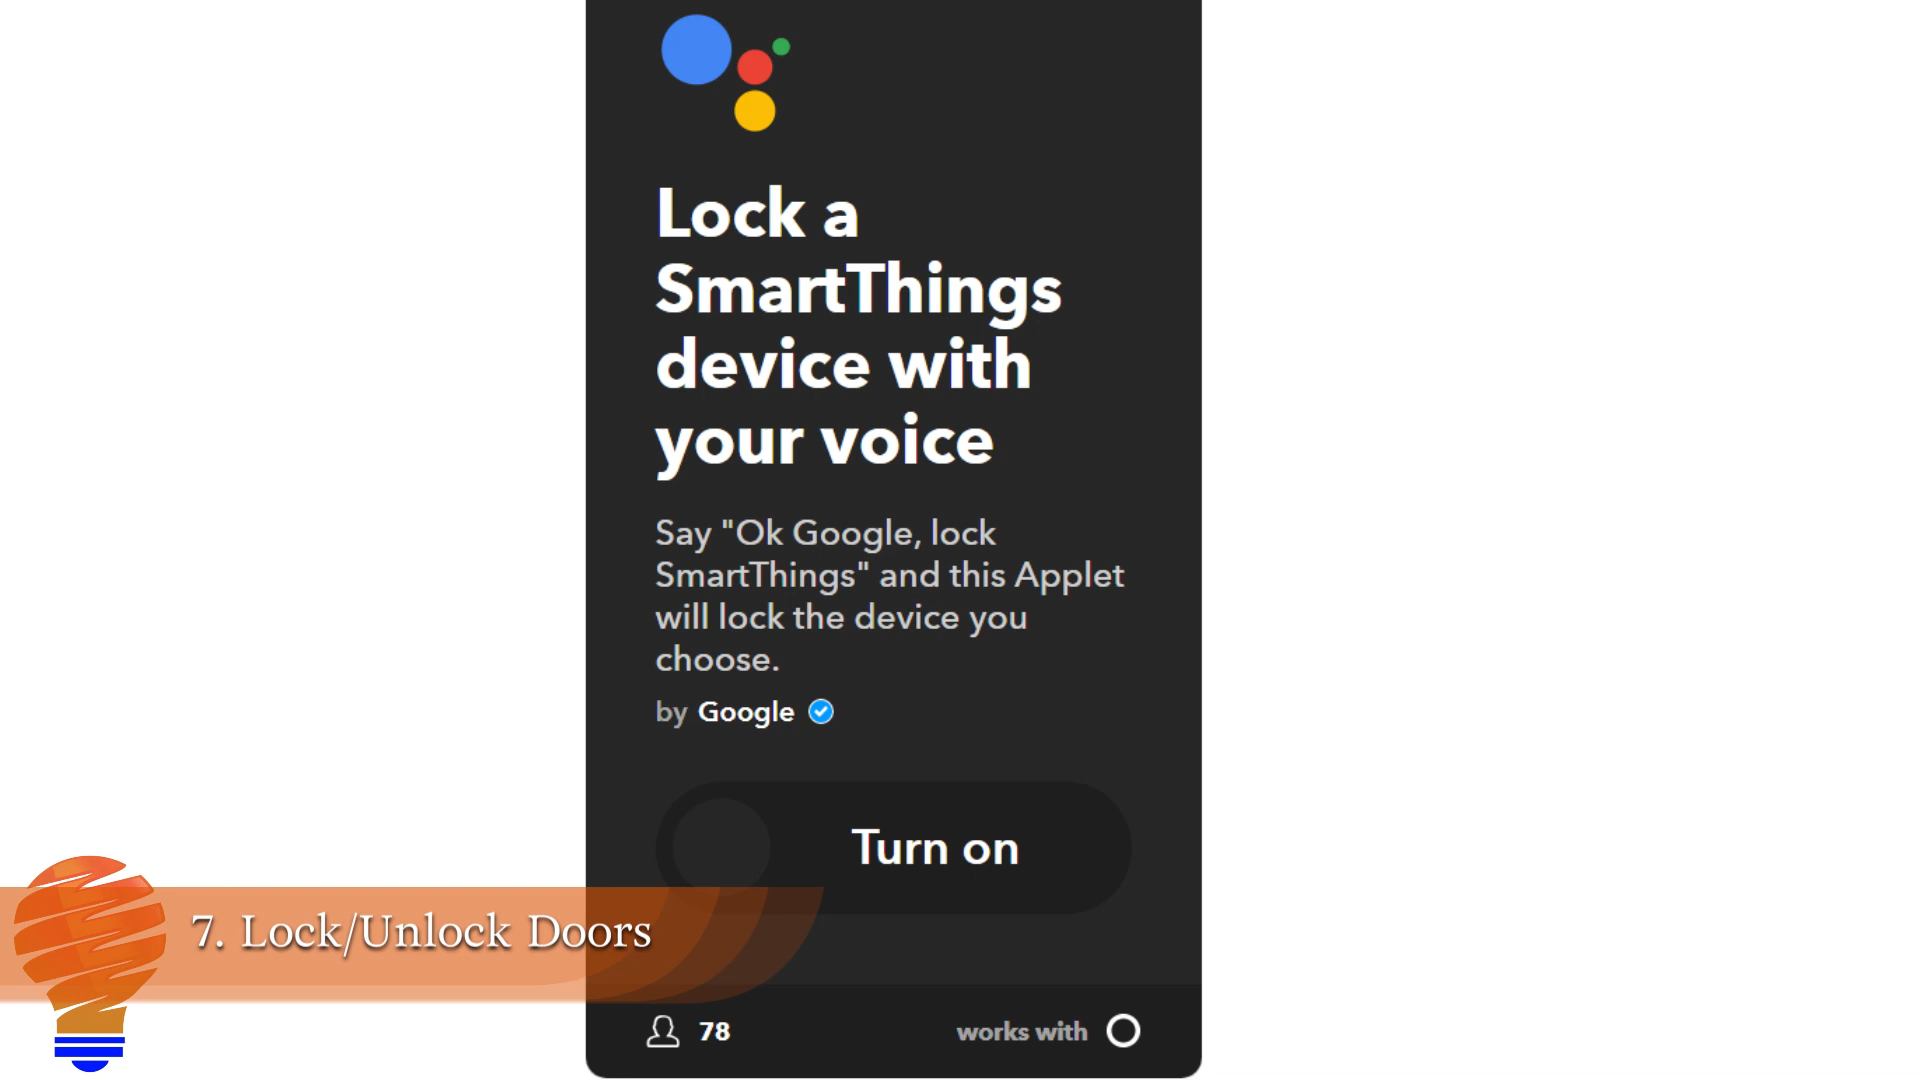 Lock a
SmartThings
device with
your voice
Say "Ok Google, lock
SmartThings" and this Applet
will lock the device you
choose.
by Google
Turn on
7. Lock/Unlock Doors
78
works with